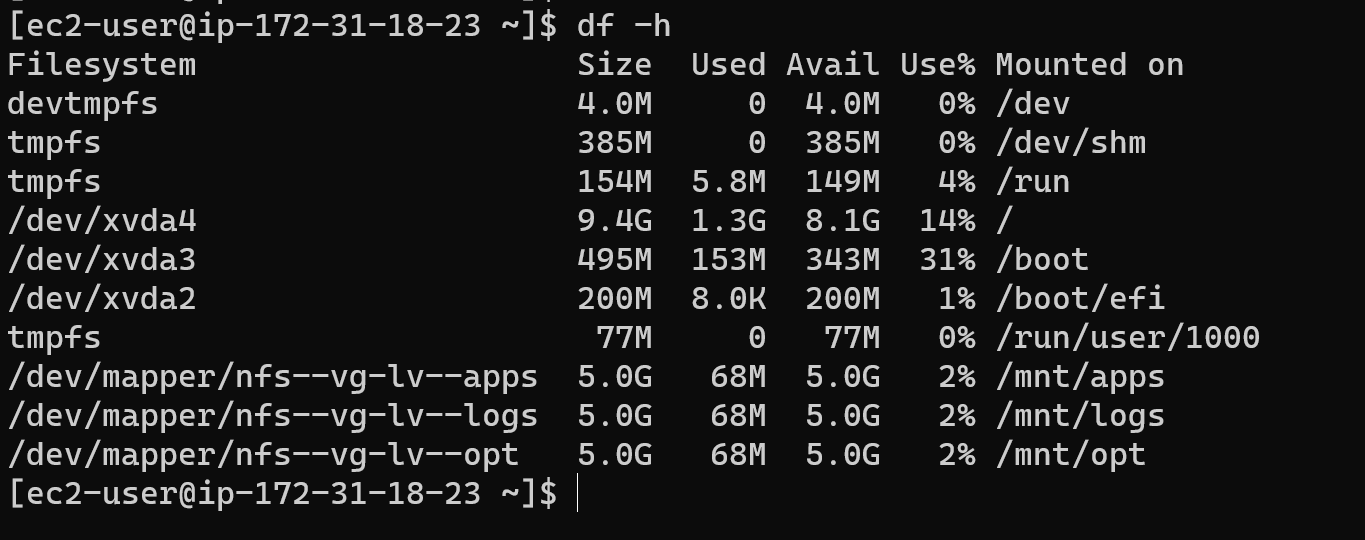 [ec2-user@ip-172-31-18-23 ~]$ df -h
Filesystem                    Size  Used Avail Use% Mounted on
devtmpfs                      4.0M     0  4.0M   0% /dev
tmpfs                         385M     0  385M   0% /dev/shm
tmpfs                         154M  5.8M  149M   4% /run
/dev/xvda4                    9.4G  1.3G  8.1G  14% /
/dev/xvda3                    495M  153M  343M  31% /boot
/dev/xvda2                    200M  8.0K  200M   1% /boot/efi
tmpfs                          77M     0   77M   0% /run/user/1000
/dev/mapper/nfs--vg-lv--apps  5.0G   68M  5.0G   2% /mnt/apps
/dev/mapper/nfs--vg-lv--logs  5.0G   68M  5.0G   2% /mnt/logs
/dev/mapper/nfs--vg-lv--opt   5.0G   68M  5.0G   2% /mnt/opt
[ec2-user@ip-172-31-18-23 ~]$